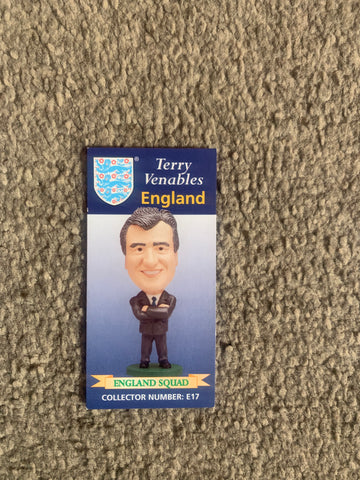 Terry
Venables
England
ENGLAND SQUAD
COLLECTOR NUMBER: E17